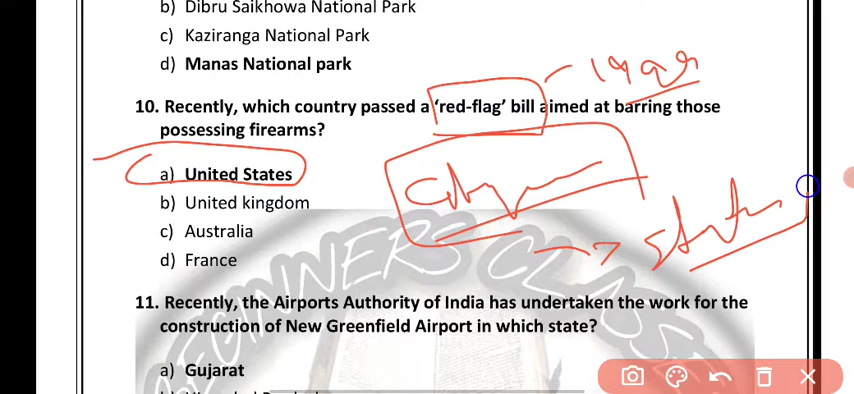 b) Dibru Saikhowa National Park
c) Kaziranga National Park
d) Manas National park
10. Recently, which country passed a 'red-flag' bill aimed at barring those
possessing firearms?
a) United States
b) United kingdom
c) Australia
d) France
BEGINNERS CLASSES
11. Recently, the Airports Authority of India has undertaken the work for the
construction of New Greenfield Airport in which state?
a) Gujarat